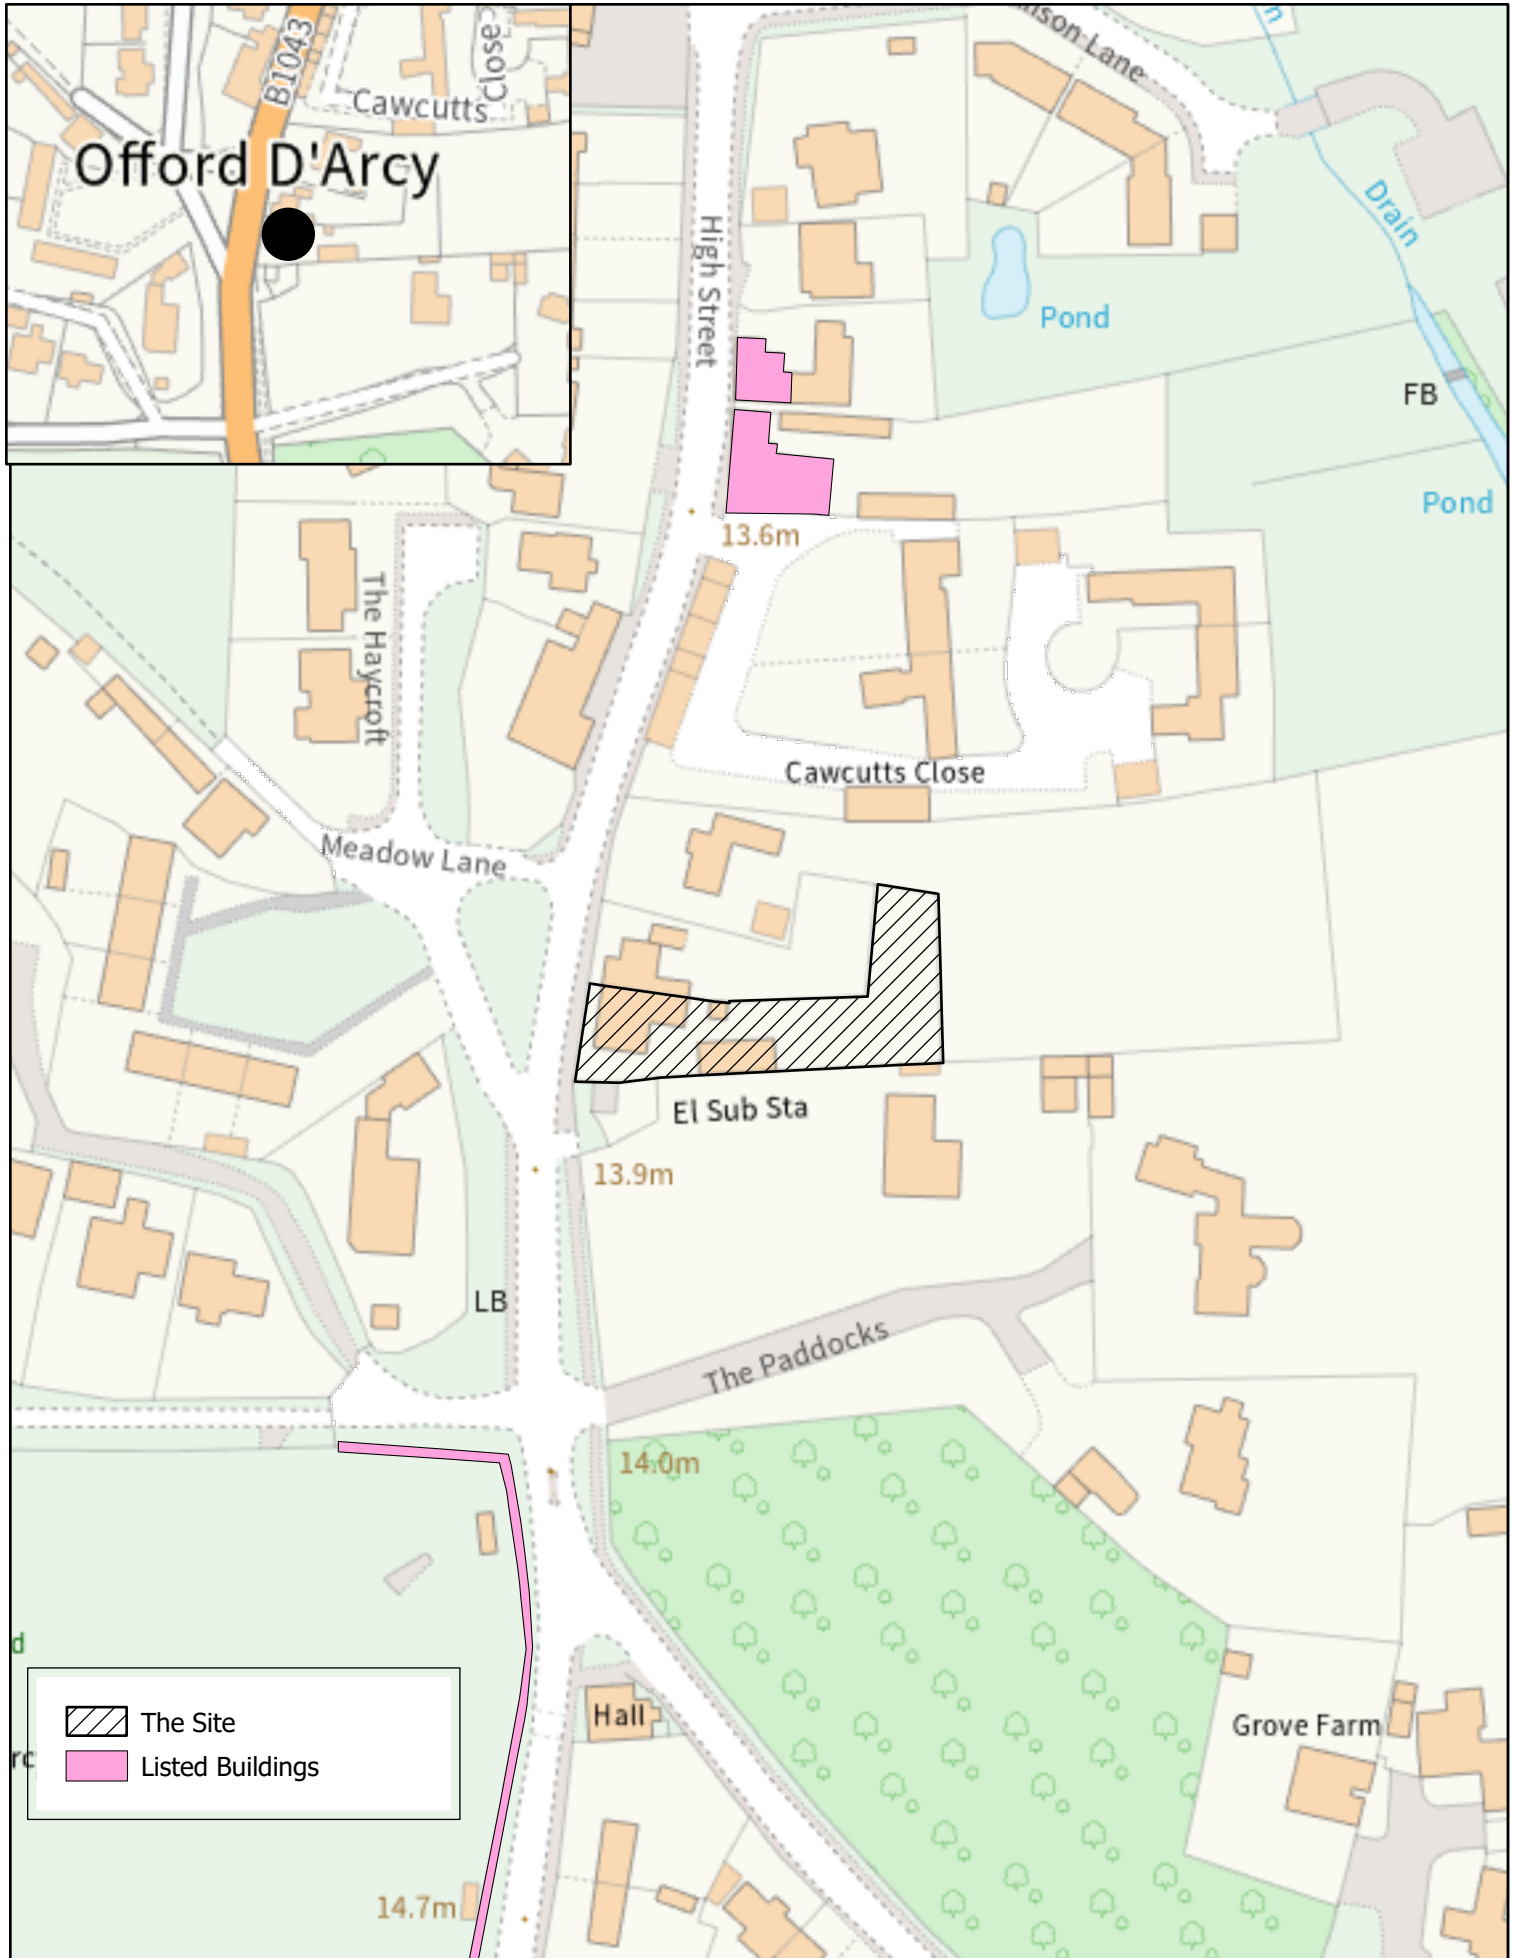 B1043
Cawcutts Close
Offord D'Arcy
nson Lane
n
Drain
High Street
Pond
FB
Pond
13.6m
The Haycroft
Cawcutts Close
Meadow Lane
El Sub Sta
13.9m
LB
The Paddocks
14.0m
d
Hall
Grove Farm
The Site
rc
Listed Buildings
14.7m